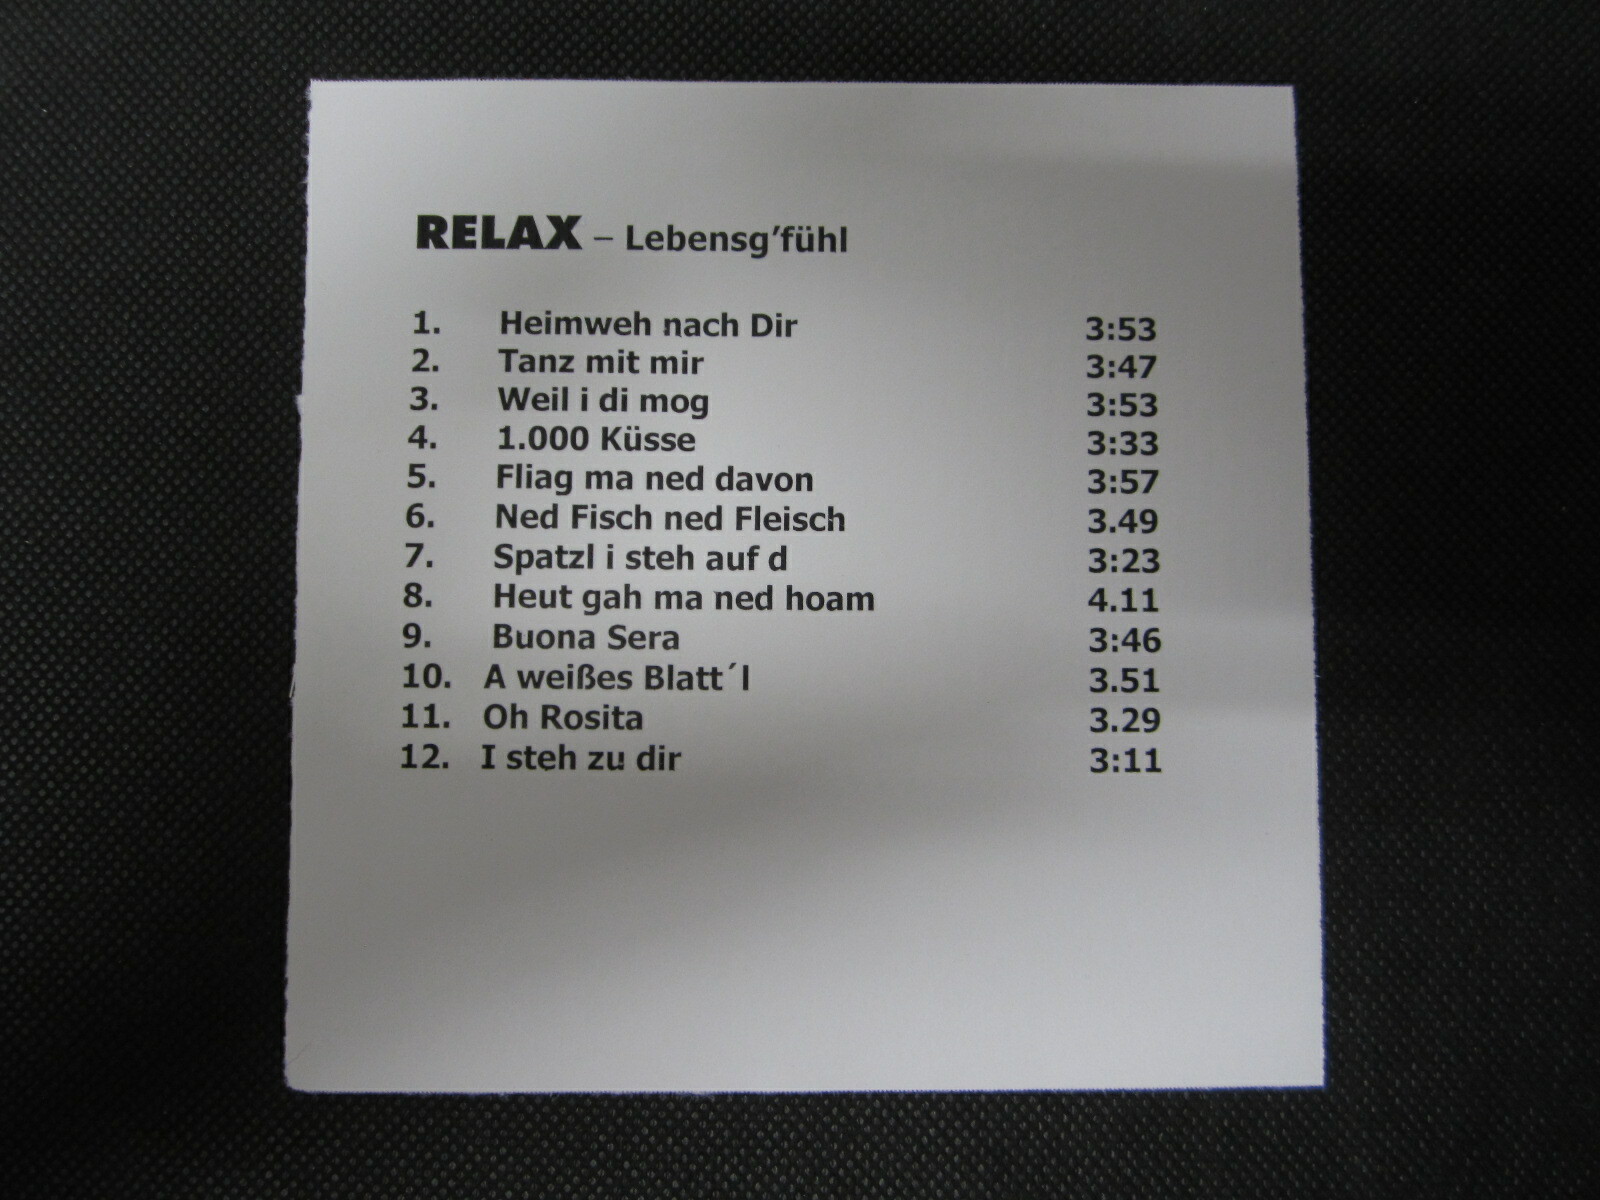 RELAX – Lebensg’fühl
1. Heimweh nach Dir 3:53
2. Tanz mit mir 3:47
3. Weil i di mog 3:53
4. 1.000 Küsse 3:33
5. Fliag ma ned davon 3:57
6. Ned Fisch ned Fleisch 3.49
7. Spatzl i steh auf d 3:23
8. Heut gah ma ned hoam 4.11
9. Buona Sera 3:46
10. A weißes Blatt´l 3.51
11. Oh Rosita 3.29
12. I steh zu dir 3:11